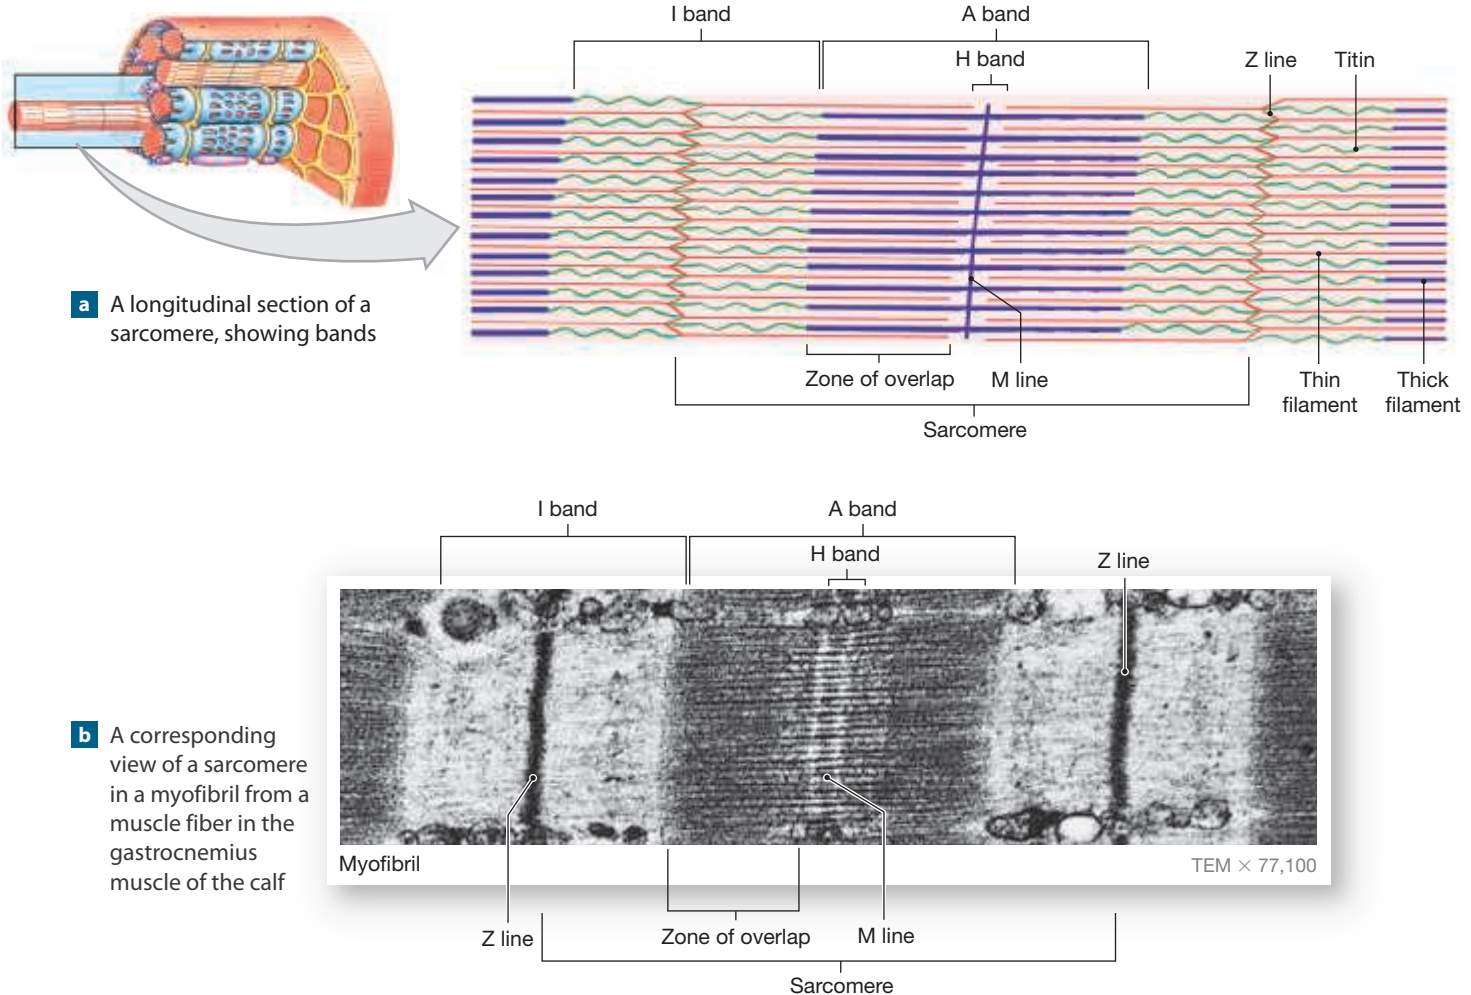 I band
A band
H band
Z line
Titin
a A longitudinal section of a
sarcomere, showing bands
Zone of overlap
M line
Thin
filament
Thick
filament
Sarcomere
I band
A band
H band
Z line
b A corresponding
view of a sarcomere
in a myofibril from a
muscle fiber in the
gastrocnemius
muscle of the calf
Myofibril
TEM × 77,100
Z line
Zone of overlap
M line
Sarcomere